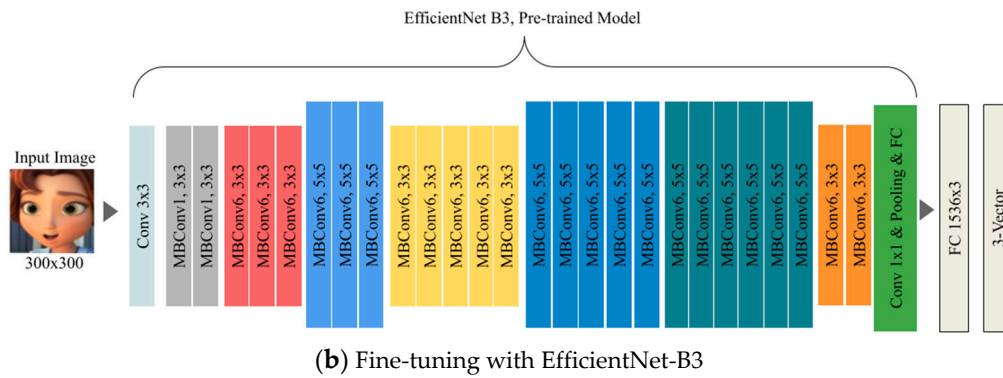 EfficientNet B3, Pre-trained Model
Input Image
300x300
Conv 3x3
MBConv1, 3x3
MBConv1, 3x3
MBConv6, 3x3
MBConv6, 3x3
MBConv6, 3x3
MBConv6, 5x5
MBConv6, 5x5
MBConv6, 5x5
MBConv6, 3x3
MBConv6, 3x3
MBConv6, 3x3
MBConv6, 3x3
MBConv6, 3x3
MBConv6, 5x5
MBConv6, 5x5
MBConv6, 5x5
MBConv6, 5x5
MBConv6, 5x5
MBConv6, 5x5
MBConv6, 5x5
MBConv6, 5x5
MBConv6, 5x5
MBConv6, 5x5
MBConv6, 5x5
MBConv6, 3x3
MBConv6, 3x3
Conv 1x1 & Pooling & FC
FC 1536x3
3-Vector
(b) Fine-tuning with EfficientNet-B3